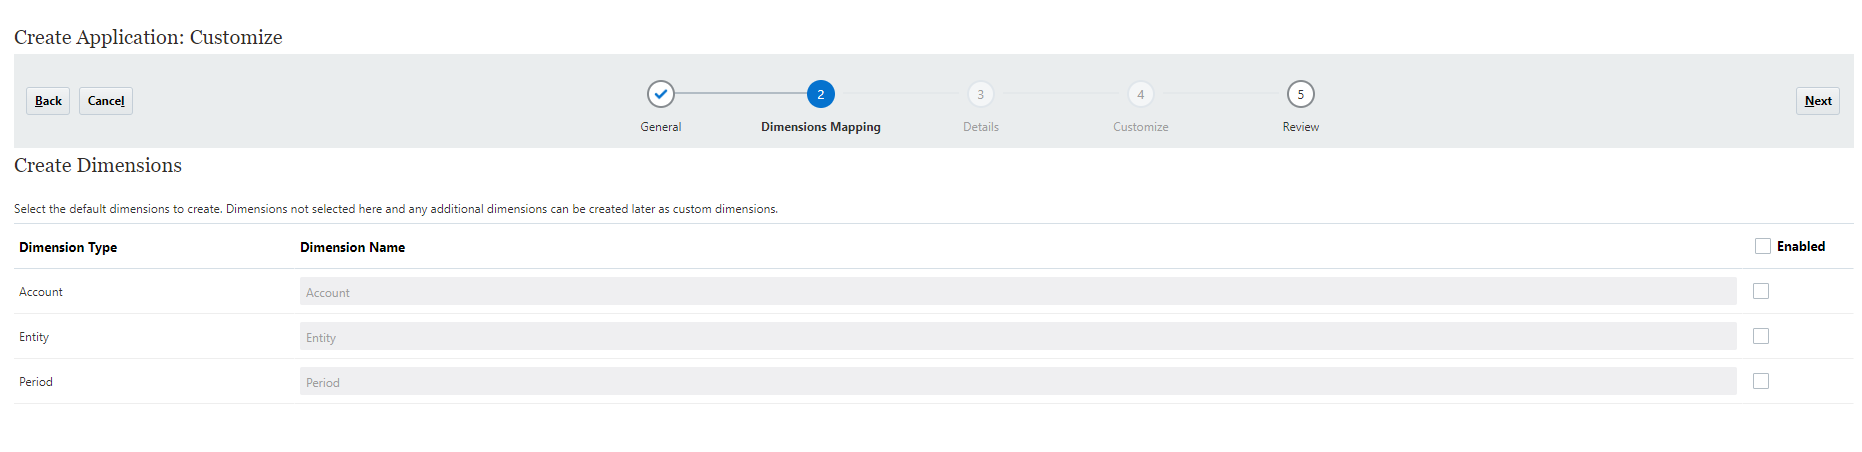 Create Application: Customize
Back Cancel 2 3 4 5 Next
General Dimensions Mapping Details Customize Review
Create Dimensions
Select the default dimensions to create. Dimensions not selected here and any additional dimensions can be created later as custom dimensions.
Dimension Type Dimension Name Enabled
Account Account
Entity Entity
Period Period